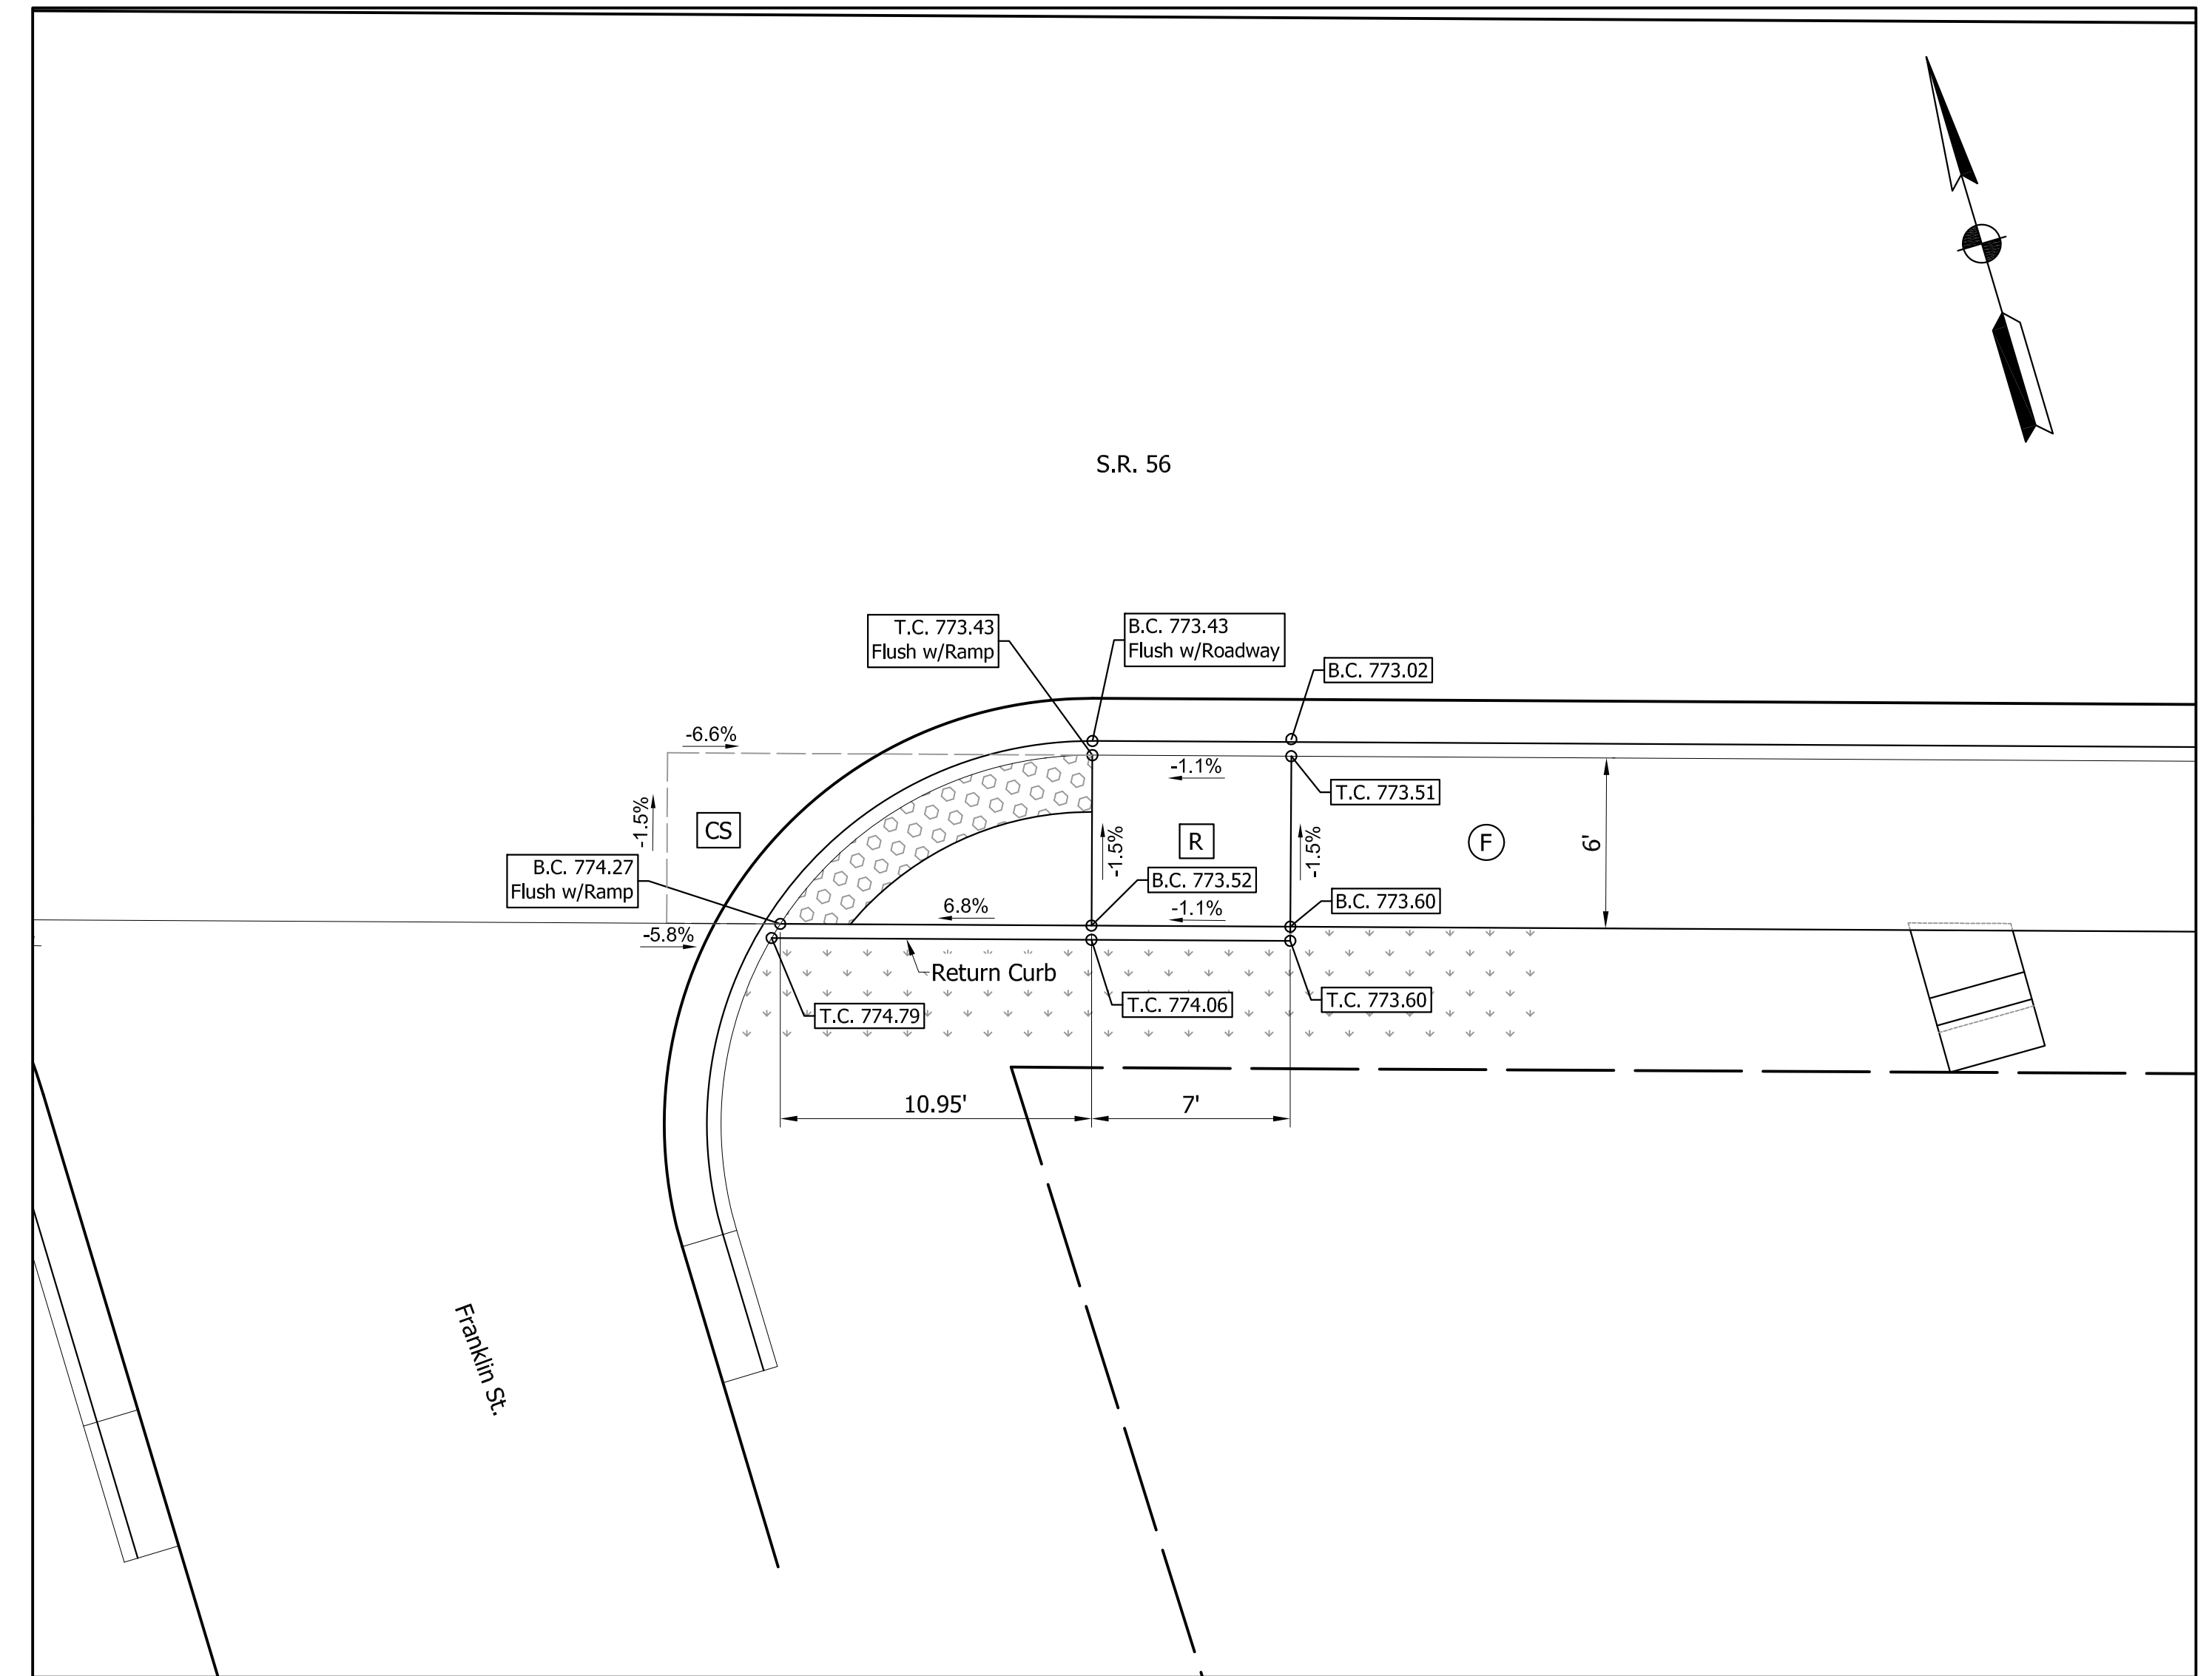 S.R. 56
T.C. 773.43
Flush w/Ramp
B.C. 773.43
Flush w/Roadway
B.C. 773.02
-6.6%
-1.1%
T.C. 773.51
-1.5%
CS
-1.5%
R
-1.5%
F
6'
B.C. 774.27
Flush w/Ramp
B.C. 773.52
B.C. 773.60
6.8%
-1.1%
-5.8%
Return Curb
T.C. 774.79
T.C. 774.06
T.C. 773.60
10.95'
7'
Franklin St.